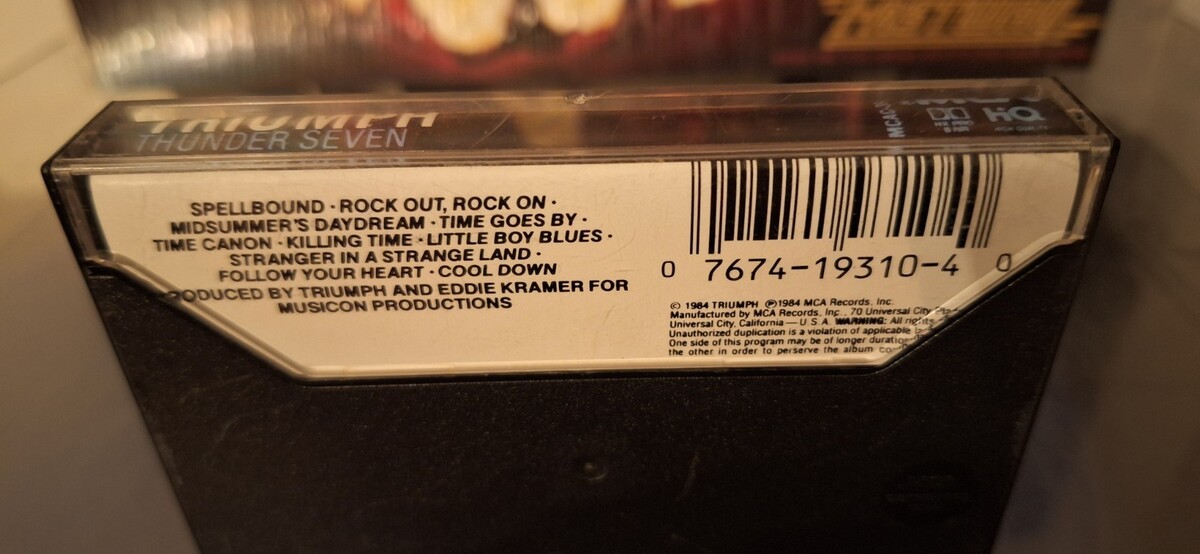 TRIUMPH
THUNDER SEVEN
HQ
SPELLBOUND · ROCK OUT, ROCK ON ·
MIDSUMMER'S DAYDREAM · TIME GOES BY ·
TIME CANON · KILLING TIME · LITTLE BOY BLUES ·
STRANGER IN A STRANGE LAND ·
FOLLOW YOUR HEART · COOL DOWN
PRODUCED BY TRIUMPH AND EDDIE KRAMER FOR
MUSICON PRODUCTIONS
0 7674-19310-4 0
© 1984 TRIUMPH ℗1984 MCA Records, Inc.
Manufactured by MCA Records, Inc., 70 Universal City
Universal City, California — U.S.A. WARNING: All rights
Unauthorized duplication is a violation of applicable
One side of this program may be of longer duration
the other in order to perserve the album